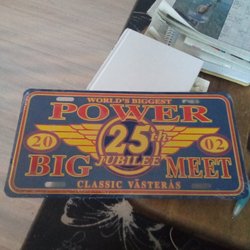 WORLD'S BIGGEST
POWER
20 25th 02
JUBILEE
BIG MEET
CLASSIC VÄSTERÅS